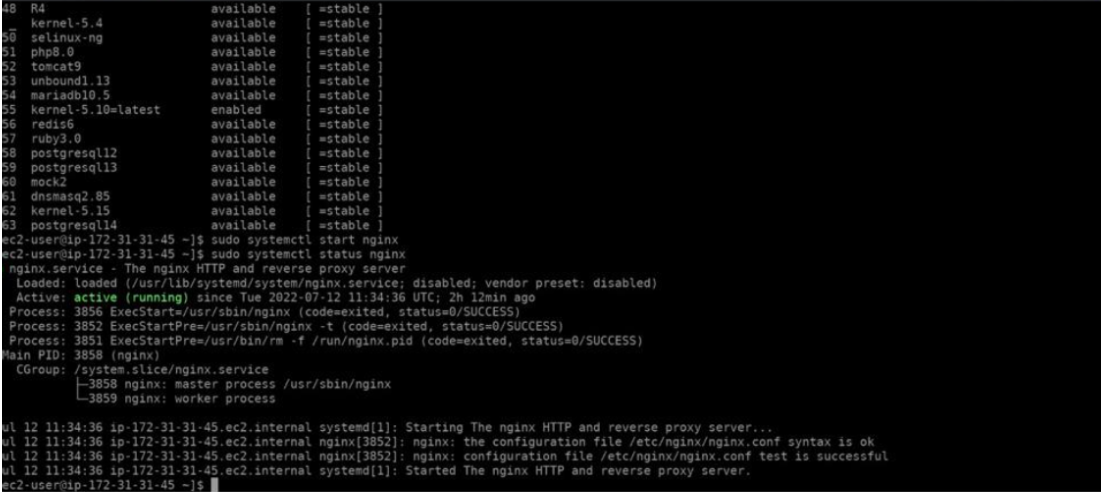 48  R4                       available    [ =stable ]
_   kernel-5.4               available    [ =stable ]
50  selinux-ng               available    [ =stable ]
51  php8.0                   available    [ =stable ]
52  tomcat9                  available    [ =stable ]
53  unbound1.13              available    [ =stable ]
54  mariadb10.5              available    [ =stable ]
55  kernel-5.10=latest       enabled      [ =stable ]
56  redis6                   available    [ =stable ]
57  ruby3.0                  available    [ =stable ]
58  postgresql12             available    [ =stable ]
59  postgresql13             available    [ =stable ]
60  mock2                    available    [ =stable ]
61  dnsmasq2.85              available    [ =stable ]
62  kernel-5.15              available    [ =stable ]
63  postgresql14             available    [ =stable ]
ec2-user@ip-172-31-31-45 ~]$ sudo systemctl start nginx
ec2-user@ip-172-31-31-45 ~]$ sudo systemctl status nginx
nginx.service - The nginx HTTP and reverse proxy server
Loaded: loaded (/usr/lib/systemd/system/nginx.service; disabled; vendor preset: disabled)
Active: active (running) since Tue 2022-07-12 11:34:36 UTC; 2h 12min ago
Process: 3856 ExecStart=/usr/sbin/nginx (code=exited, status=0/SUCCESS)
Process: 3852 ExecStartPre=/usr/sbin/nginx -t (code=exited, status=0/SUCCESS)
Process: 3851 ExecStartPre=/usr/bin/rm -f /run/nginx.pid (code=exited, status=0/SUCCESS)
Main PID: 3858 (nginx)
CGroup: /system.slice/nginx.service
├─3858 nginx: master process /usr/sbin/nginx
└─3859 nginx: worker process
ul 12 11:34:36 ip-172-31-31-45.ec2.internal systemd[1]: Starting The nginx HTTP and reverse proxy server...
ul 12 11:34:36 ip-172-31-31-45.ec2.internal nginx[3852]: nginx: the configuration file /etc/nginx/nginx.conf syntax is ok
ul 12 11:34:36 ip-172-31-31-45.ec2.internal nginx[3852]: nginx: configuration file /etc/nginx/nginx.conf test is successful
ul 12 11:34:36 ip-172-31-31-45.ec2.internal systemd[1]: Started The nginx HTTP and reverse proxy server.
ec2-user@ip-172-31-31-45 ~]$